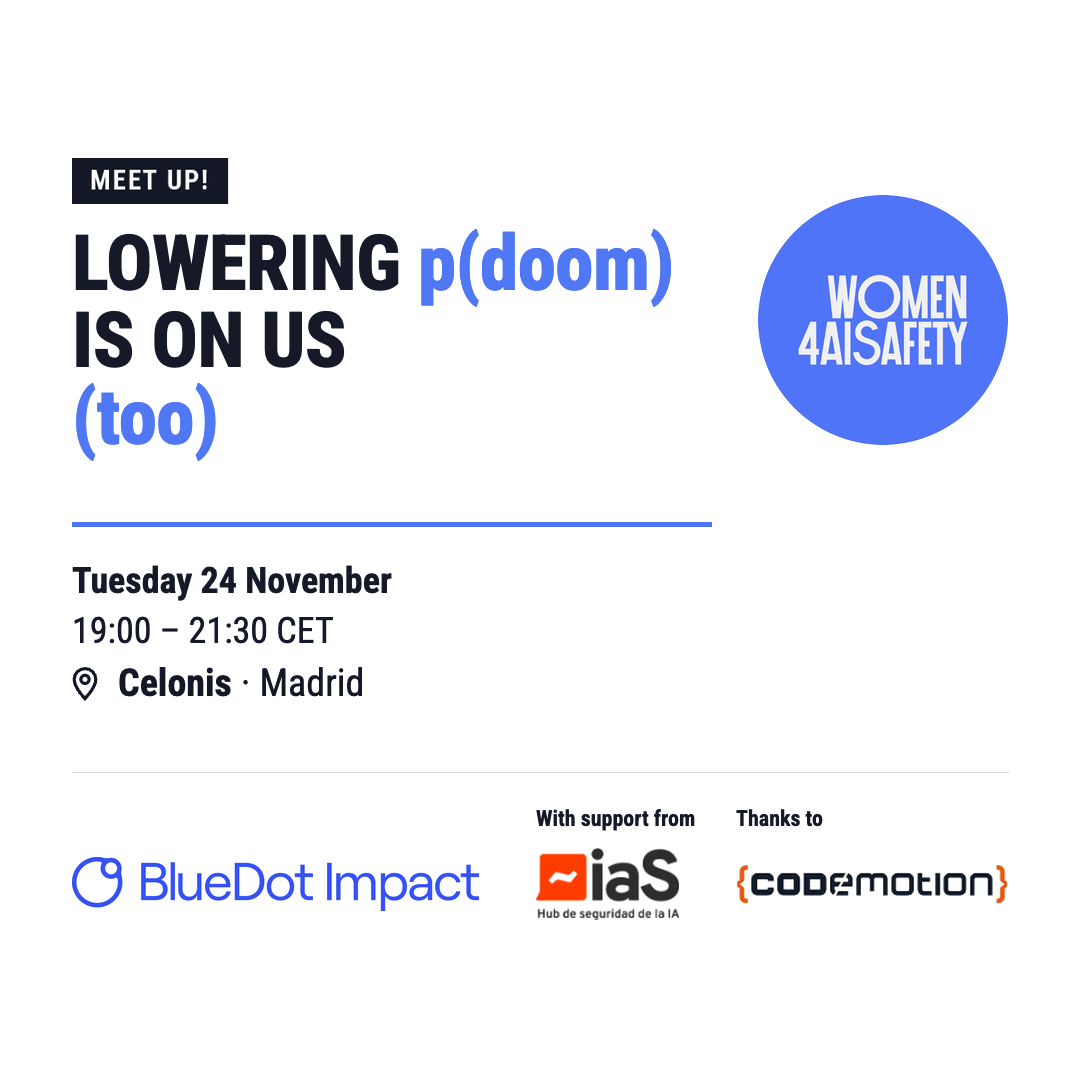 MEET UP!
LOWERING p(doom)
IS ON US
(too)
WOMEN
4AISAFETY
Tuesday 24 November
19:00 – 21:30 CET
Celonis · Madrid
With support from
Thanks to
BlueDot Impact
iaS
Hub de seguridad de la IA
{CODEMOTION}